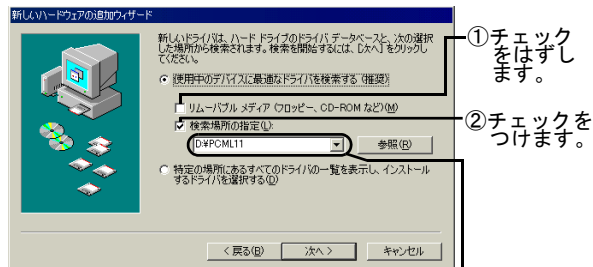 新しいハードウェアの追加ウィザード
新しいドライバは、ハード ドライブのドライバ データベースと、次の選択
した場所から検索されます。検索を開始するには、[次へ] をクリックし
てください。
使用中のデバイスに最適なドライバを検索する (推奨)
リムーバブル メディア (フロッピー、CD-ROM など)(M)
検索場所の指定(L):
D:¥PCML11
参照(R)
特定の場所にあるすべてのドライバの一覧を表示し、インストール
するドライバを選択する(D)
< 戻る(B)
次へ >
キャンセル
①チェック
をはずし
ます。
②チェックを
つけます。